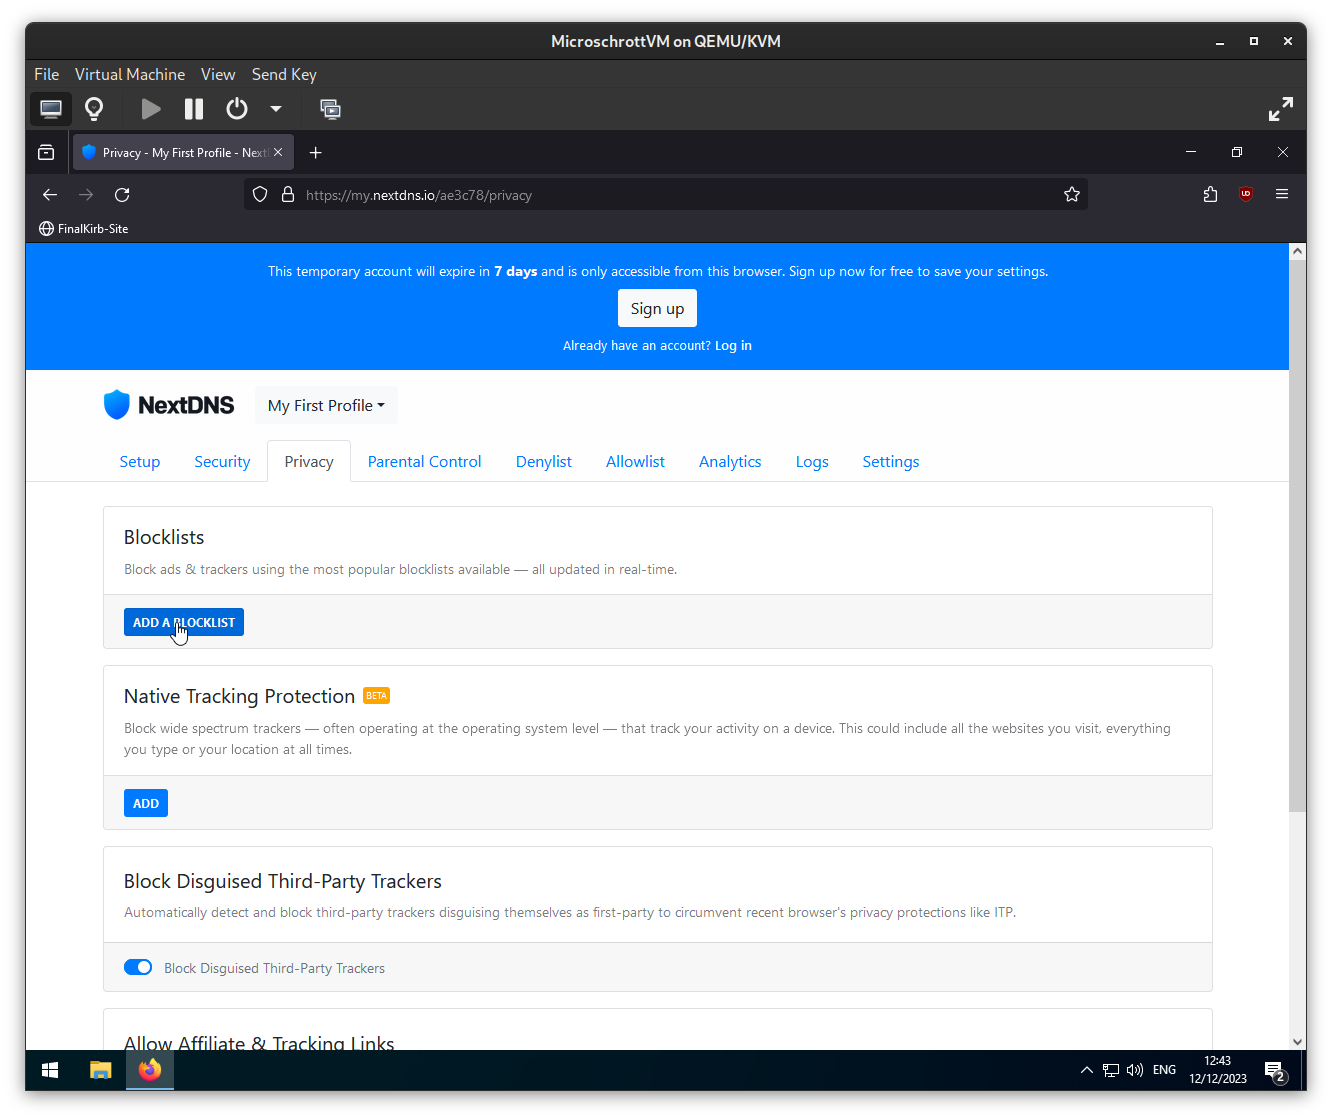 MicroschrottVM on QEMU/KVM
File Virtual Machine View Send Key
Privacy - My First Profile - Next
https://my.nextdns.io/ae3c78/privacy
FinalKirb-Site
This temporary account will expire in 7 days and is only accessible from this browser. Sign up now for free to save your settings.
Sign up
Already have an account? Log in
NextDNS My First Profile
Setup Security Privacy Parental Control Denylist Allowlist Analytics Logs Settings
Blocklists
Block ads & trackers using the most popular blocklists available — all updated in real-time.
ADD A BLOCKLIST
Native Tracking Protection BETA
Block wide spectrum trackers — often operating at the operating system level — that track your activity on a device. This could include all the websites you visit, everything
you type or your location at all times.
ADD
Block Disguised Third-Party Trackers
Automatically detect and block third-party trackers disguising themselves as first-party to circumvent recent browser's privacy protections like ITP.
Block Disguised Third-Party Trackers
Allow Affiliate & Tracking Links
ENG 12:43
12/12/2023 2